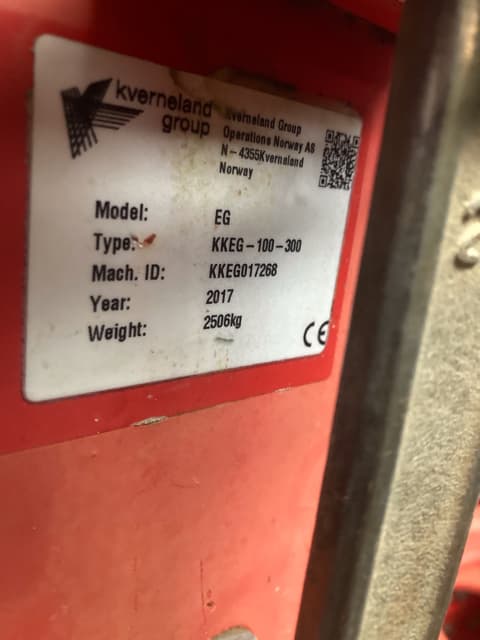 kverneland
group
Kverneland Group
Operations Norway AS
N-4355Kvernaland
Norway
Model: EG
Type: KKEG-100-300
Mach. ID: KKEG017268
Year: 2017
Weight: 2506kg
CE